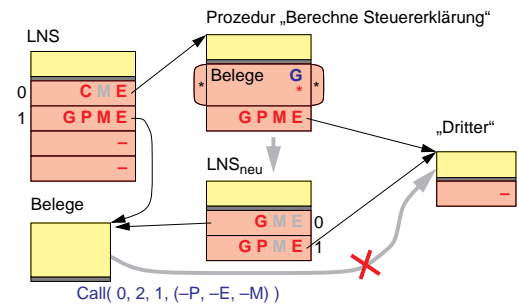 Prozedur „Berechne Steuererklärung“
LNS
Belege G
0 C M E
* * *
1 G P M E
G P M E
–
„Dritter“
–
LNSneu
–
Belege
G M E 0
G P M E 1
Call( 0, 2, 1, (–P, –E, –M) )